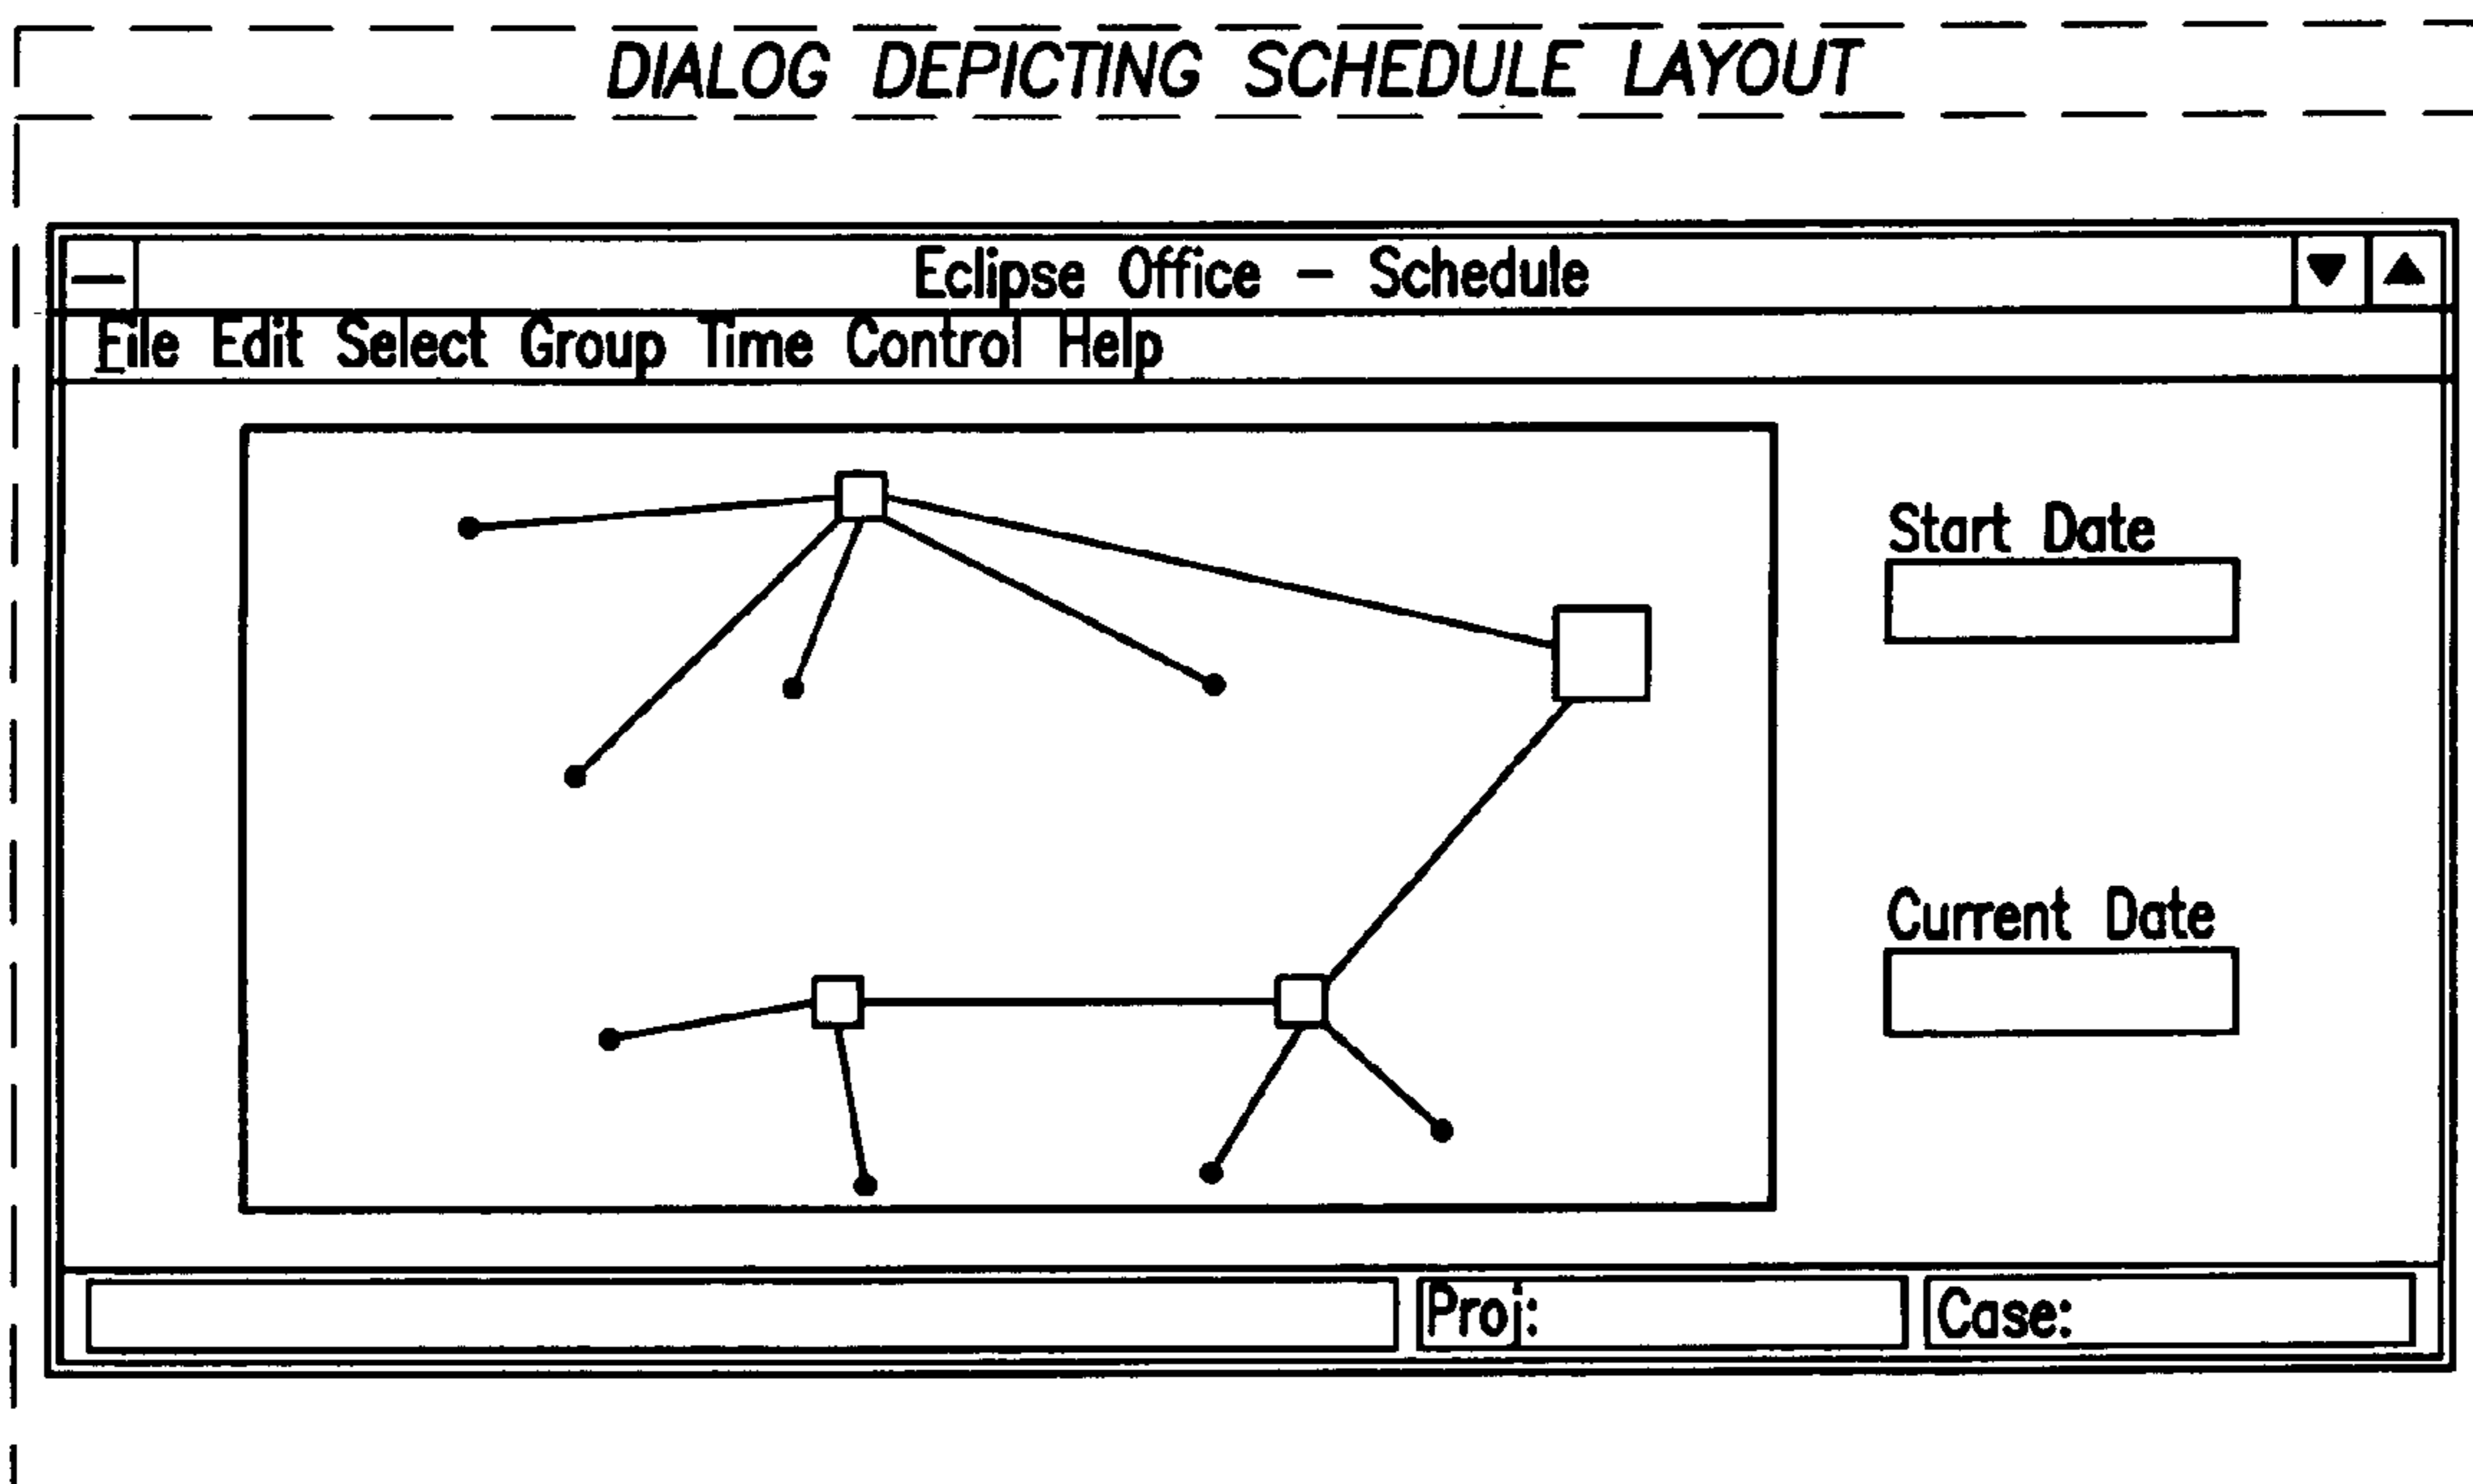 DIALOG DEPICTING SCHEDULE LAYOUT
Eclipse Office – Schedule
File Edit Select Group Time Control Help
Start Date
Current Date
Proj:
Case: